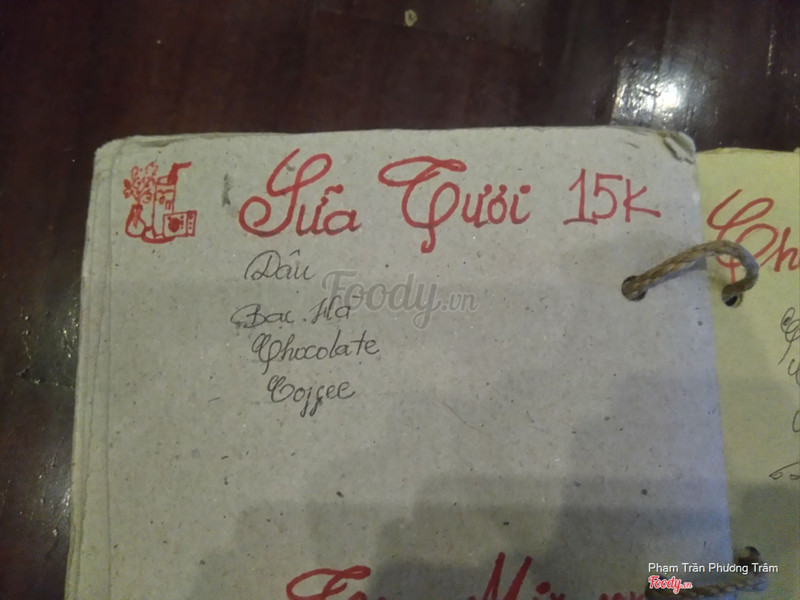 Sữa Tươi 15K
Dâu
Bạc Hà
Chocolate
Coffee
Foody.vn
Phạm Trần Phương Trâm
Foody.vn